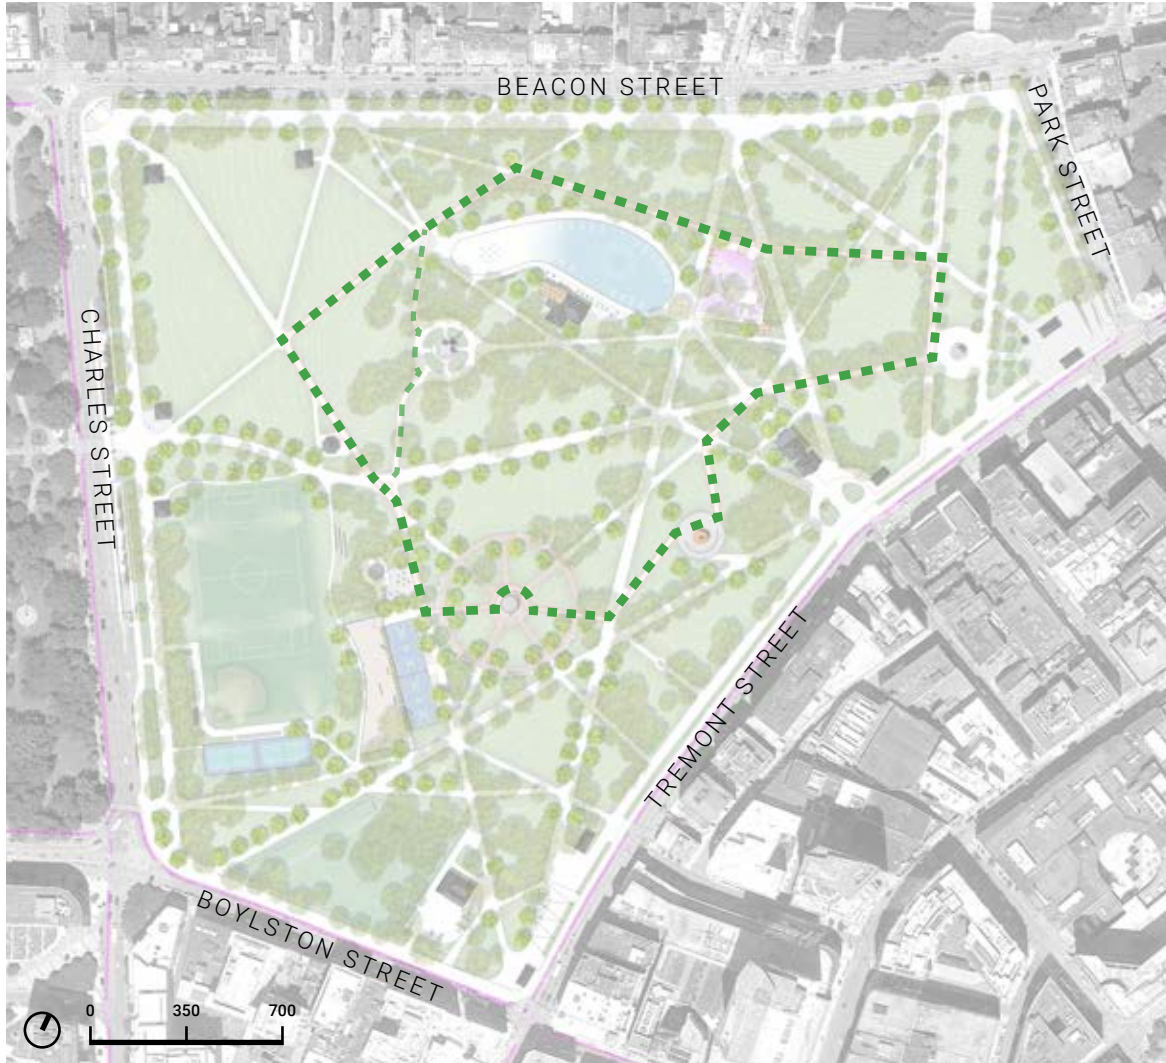 BEACON STREET
PARK STREET
CHARLES STREET
TREMONT STREET
BOYLSTON STREET
0 350 700